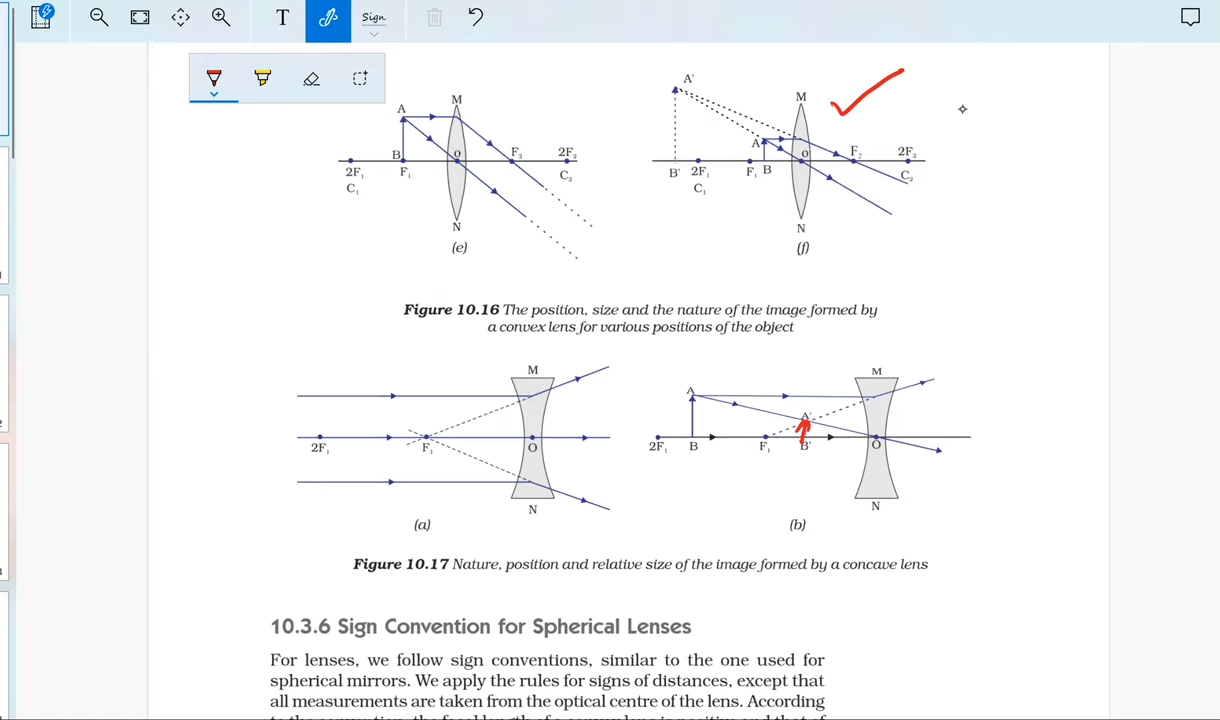 T
Sign
A
M
B
O
F₂
2F₂
2F₁
F₁
C₂
C₁
N
(e)
A'
M
A
O
F₂
2F₂
B'
2F₁
F₁
B
C₂
C₁
N
(f)
Figure 10.16 The position, size and the nature of the image formed by
a convex lens for various positions of the object
M
2F₁
F₁
O
N
(a)
M
A
A'
2F₁
B
F₁
B'
O
N
(b)
Figure 10.17 Nature, position and relative size of the image formed by a concave lens
10.3.6 Sign Convention for Spherical Lenses
For lenses, we follow sign conventions, similar to the one used for
spherical mirrors. We apply the rules for signs of distances, except that
all measurements are taken from the optical centre of the lens. According